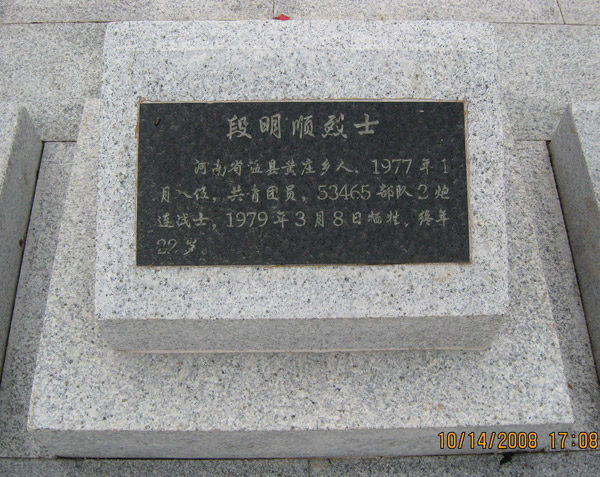 段明顺烈士
河南省温县黄庄乡人，1977年1
月入伍，共青团员，53465部队2炮
连战士，1979年3月8日牺牲，终年
22岁。
10/14/2008 17:08